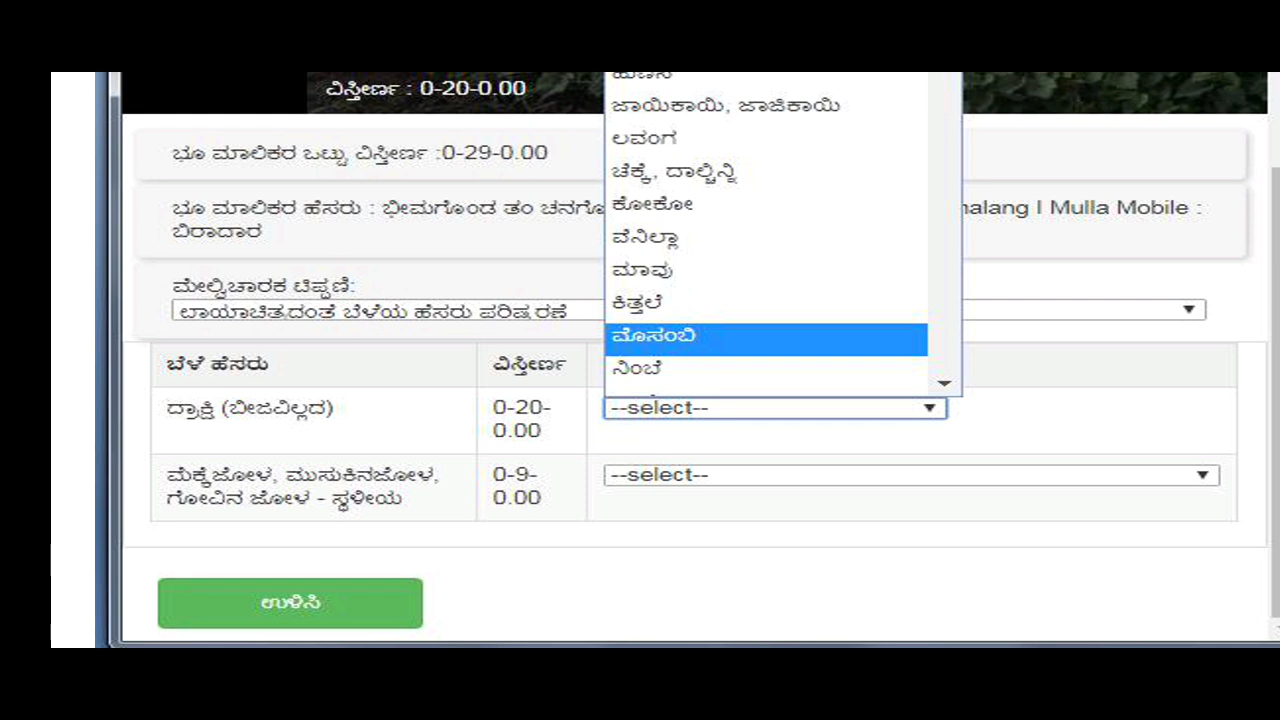 ವಿಸ್ತೀರ್ಣ : 0-20-0.00
ಹುಣಸೆ
ಜಾಯಿಕಾಯಿ, ಜಾಜಿಕಾಯಿ
ಲವಂಗ
ಚೆಕ್ಕೆ, ದಾಲ್ಚಿನ್ನಿ
ಕೋಕೋ
ವೆನಿಲ್ಲಾ
ಮಾವು
ಕಿತ್ತಲೆ
ಮೊಸಂಬಿ
ನಿಂಬೆ
ಭೂ ಮಾಲಿಕರ ಒಟ್ಟು ವಿಸ್ತೀರ್ಣ :0-29-0.00
ಭೂ ಮಾಲಿಕರ ಹೆಸರು : ಭೀಮಗೊಂಡ ತಂ ಚನಗೊ
ಬಿರಾದಾರ
alang I Mulla Mobile :
ಮೇಲ್ವಿಚಾರಕ ಟಿಪ್ಪಣಿ:
ಛಾಯಾಚಿತ್ರದಂತೆ ಬೆಳೆಯ ಹೆಸರು ಪರಿಷ್ಕರಣೆ
ಬೆಳೆ ಹೆಸರು ವಿಸ್ತೀರ್ಣ
ದ್ರಾಕ್ಷಿ (ಬೀಜವಿಲ್ಲದ) 0-20-
0.00
--select--
ಮೆಕ್ಕೆಜೋಳ, ಮುಸುಕಿನಜೋಳ, 0-9-
ಗೋವಿನ ಜೋಳ - ಸ್ಥಳೀಯ 0.00
--select--
ಉಳಿಸಿ